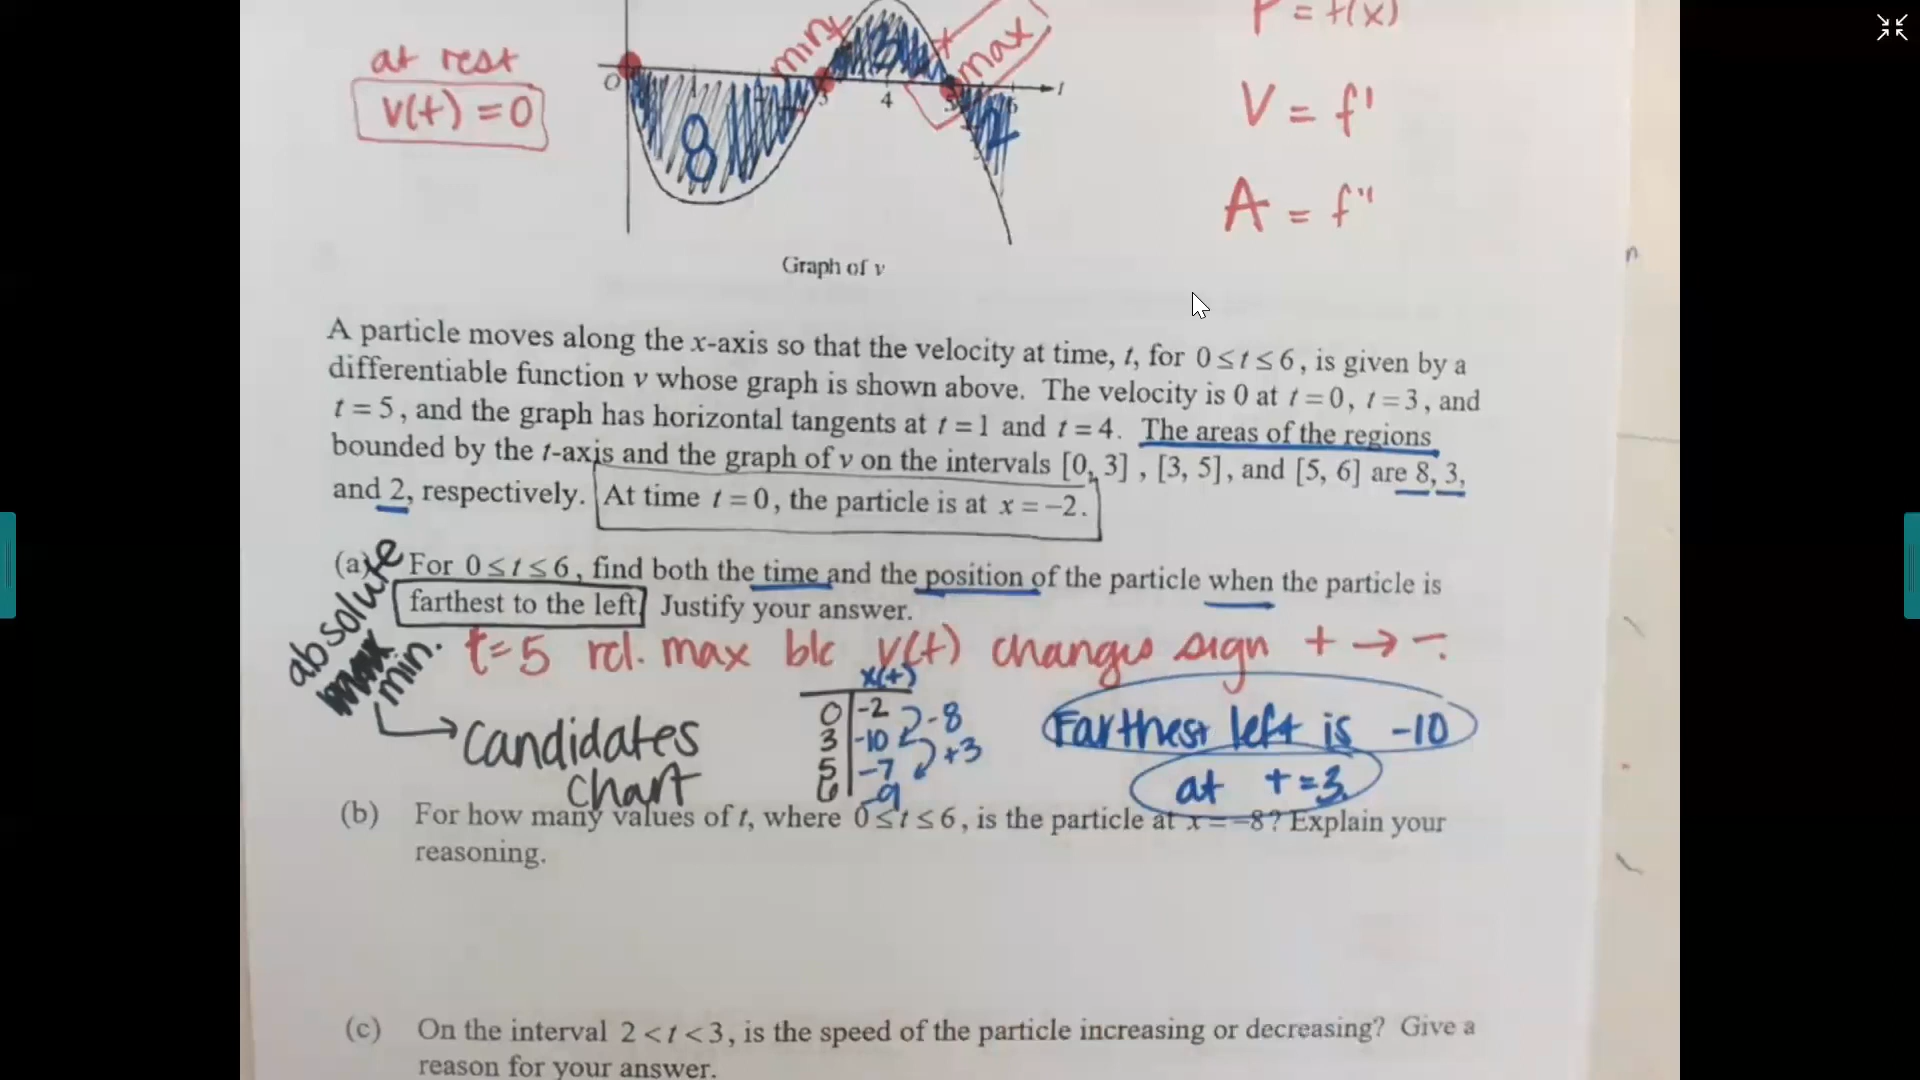 P = f(x)
at rest
v(t) = 0
min
max
V = f'
A = f"
O
3
4
5
6
t
8
3
2
Graph of v
A particle moves along the x-axis so that the velocity at time, t, for 0 ≤ t ≤ 6, is given by a
differentiable function v whose graph is shown above. The velocity is 0 at t = 0, t = 3, and
t = 5, and the graph has horizontal tangents at t = 1 and t = 4. The areas of the regions
bounded by the t-axis and the graph of v on the intervals [0, 3], [3, 5], and [5, 6] are 8, 3,
and 2, respectively. At time t = 0, the particle is at x = −2.
(a) For 0 ≤ t ≤ 6, find both the time and the position of the particle when the particle is
farthest to the left. Justify your answer.
absolute
max
min.
t=5 rel. max b/c v(t) changes sign + → −.
Candidates
chart
x(t)
0 -2
3 -10
5 -7
6 -9
-8
+3
Farthest left is -10
at t=3.
(b) For how many values of t, where 0 ≤ t ≤ 6, is the particle at x = −8? Explain your
reasoning.
(c) On the interval 2 < t < 3, is the speed of the particle increasing or decreasing? Give a
reason for your answer.